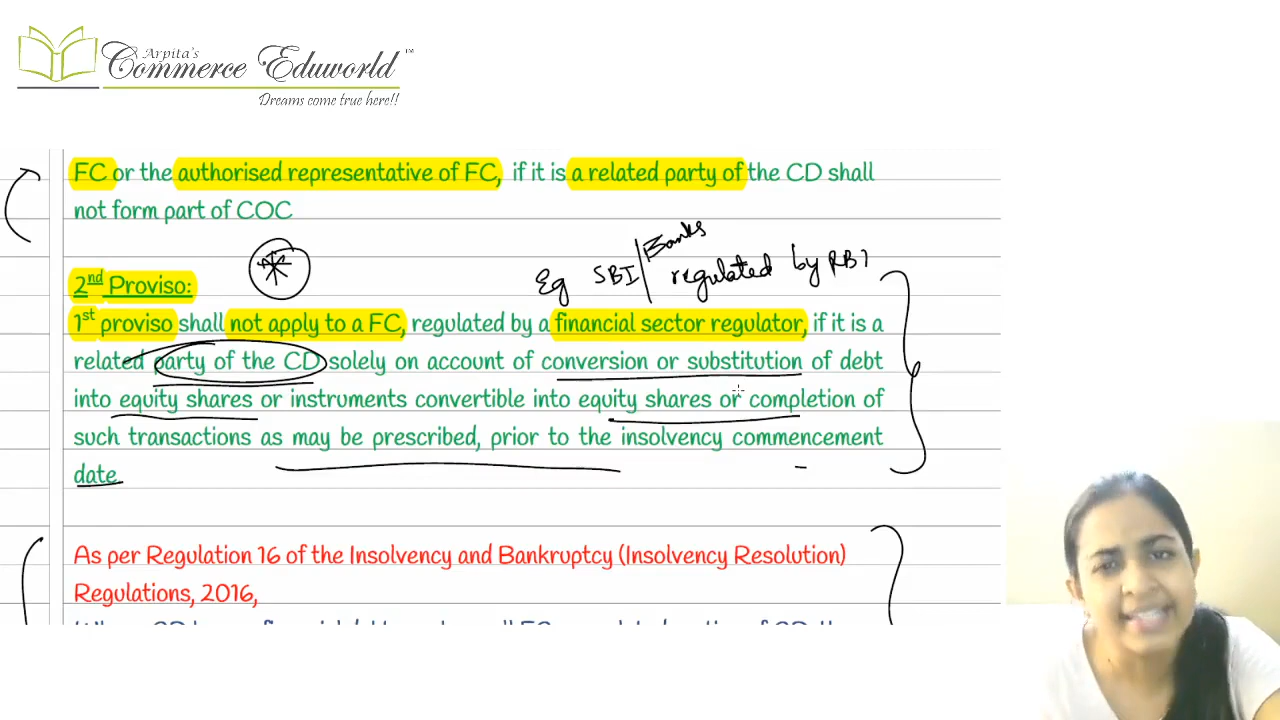 Arpita's
Commerce Eduworld™
Dreams come true here!!
FC or the authorised representative of FC, if it is a related party of the CD shall
not form part of COC
Eg SBI/Banks regulated by RBI
2nd Proviso:
1st proviso shall not apply to a FC, regulated by a financial sector regulator, if it is a
related party of the CD solely on account of conversion or substitution of debt
into equity shares or instruments convertible into equity shares or completion of
such transactions as may be prescribed, prior to the insolvency commencement
date
As per Regulation 16 of the Insolvency and Bankruptcy (Insolvency Resolution)
Regulations, 2016,